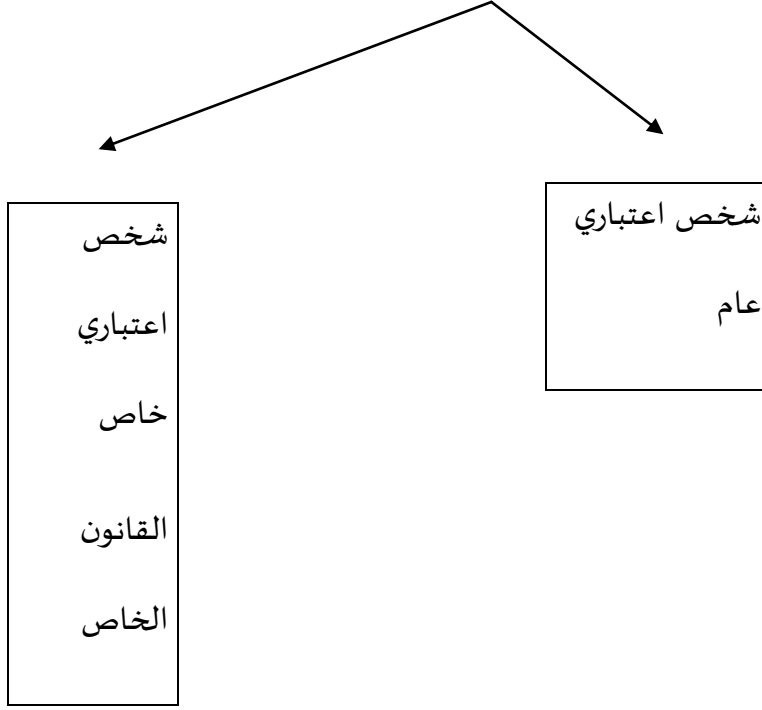 شخص اعتباري
عام
شخص
اعتباري
خاص
القانون
الخاص